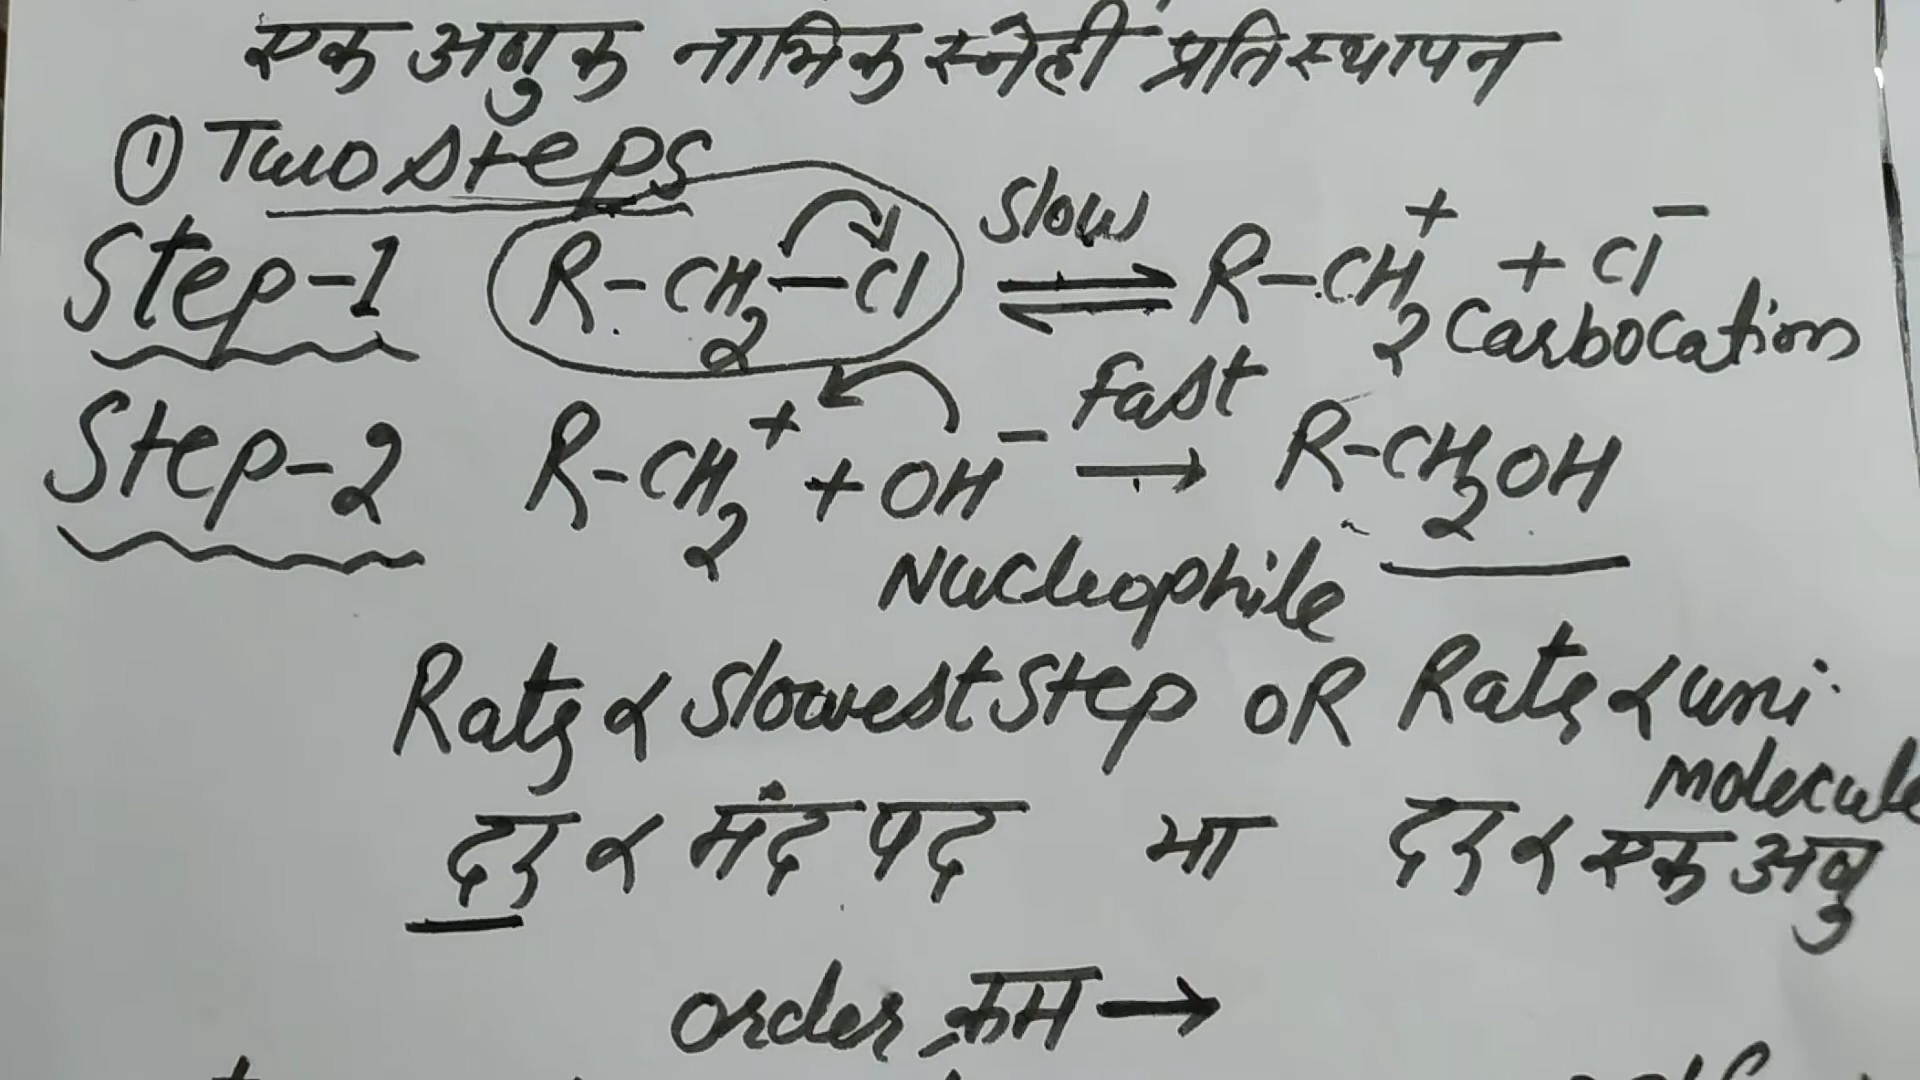 एक अणुक नाभिक स्नेही प्रतिस्थापन
① Two Steps
Step-1 R-CH₂-Cl Slow ⇌ R-CH₂⁺ + Cl⁻
Carbocation
Step-2 R-CH₂⁺ + OH⁻ Fast → R-CH₂OH
Nucleophile
Rate ∝ Slowest Step OR Rate ∝ uni
molecule
दर ∝ मंद पद या दर ∝ एक अणु
order क्रम →